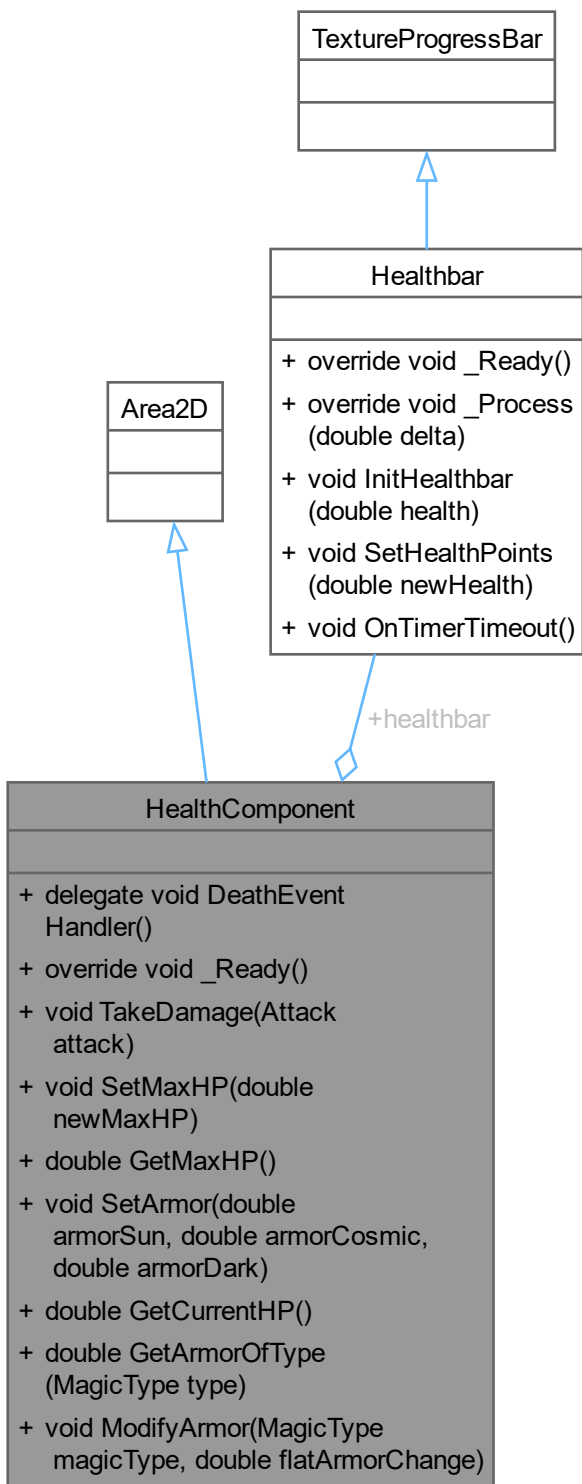 TextureProgressBar
Healthbar
+ override void _Ready()
+ override void _Process
(double delta)
+ void InitHealthbar
(double health)
+ void SetHealthPoints
(double newHealth)
+ void OnTimerTimeout()
Area2D
+healthbar
HealthComponent
+ delegate void DeathEvent
Handler()
+ override void _Ready()
+ void TakeDamage(Attack
attack)
+ void SetMaxHP(double
newMaxHP)
+ double GetMaxHP()
+ void SetArmor(double
armorSun, double armorCosmic,
double armorDark)
+ double GetCurrentHP()
+ double GetArmorOfType
(MagicType type)
+ void ModifyArmor(MagicType
magicType, double flatArmorChange)